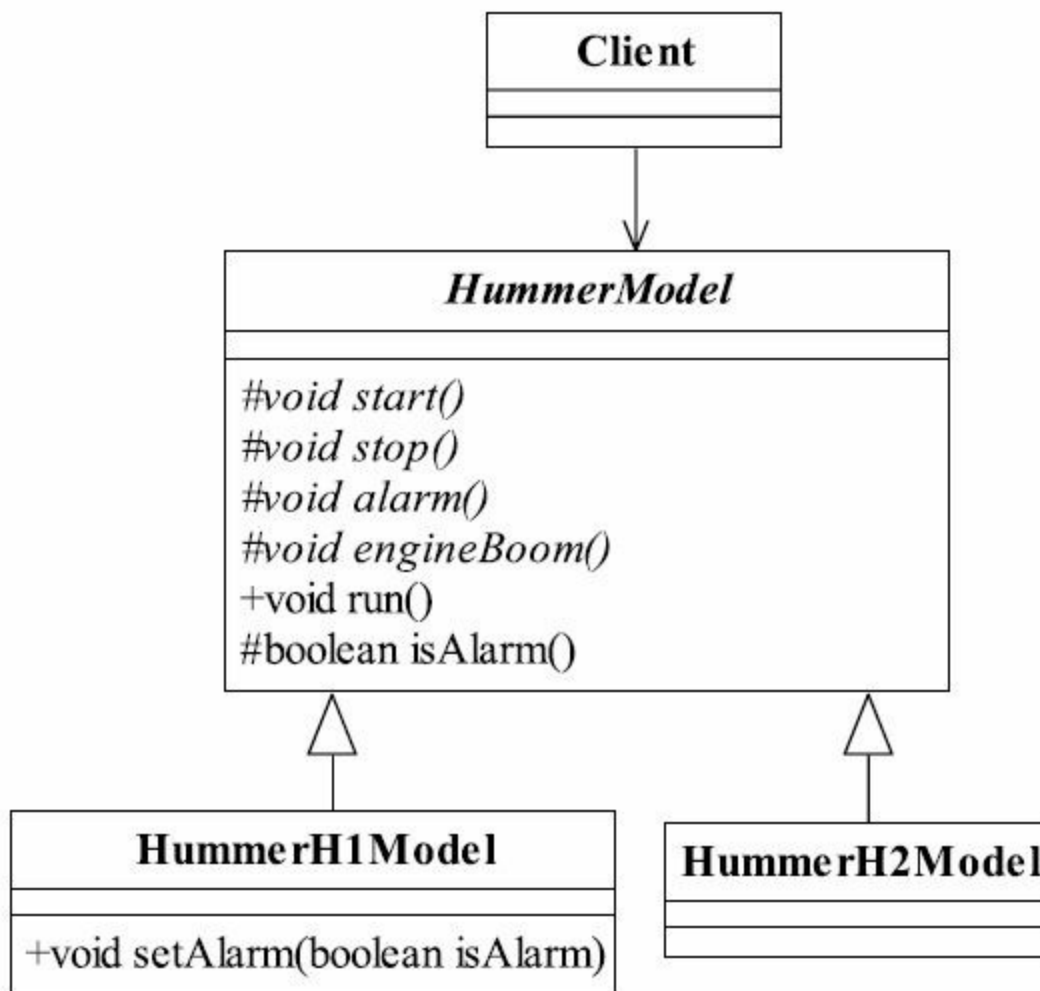 Client
HummerModel
#void start()
#void stop()
#void alarm()
#void engineBoom()
+void run()
#boolean isAlarm()
HummerH1Model
+void setAlarm(boolean isAlarm)
HummerH2Model